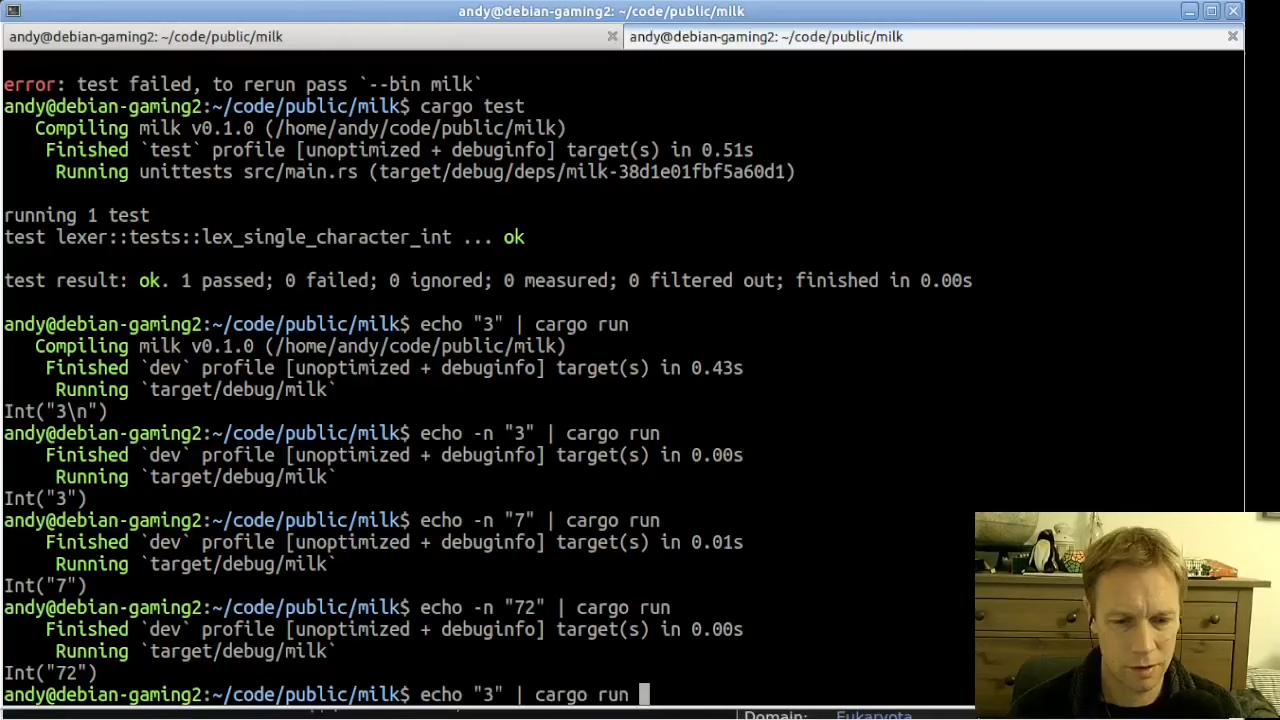 andy@debian-gaming2: ~/code/public/milk
andy@debian-gaming2: ~/code/public/milk
andy@debian-gaming2: ~/code/public/milk
error: test failed, to rerun pass `--bin milk`
andy@debian-gaming2:~/code/public/milk$ cargo test
Compiling milk v0.1.0 (/home/andy/code/public/milk)
Finished `test` profile [unoptimized + debuginfo] target(s) in 0.51s
Running unittests src/main.rs (target/debug/deps/milk-38d1e01fbf5a60d1)
running 1 test
test lexer::tests::lex_single_character_int ... ok
test result: ok. 1 passed; 0 failed; 0 ignored; 0 measured; 0 filtered out; finished in 0.00s
andy@debian-gaming2:~/code/public/milk$ echo "3" | cargo run
Compiling milk v0.1.0 (/home/andy/code/public/milk)
Finished `dev` profile [unoptimized + debuginfo] target(s) in 0.43s
Running `target/debug/milk`
Int("3\n")
andy@debian-gaming2:~/code/public/milk$ echo -n "3" | cargo run
Finished `dev` profile [unoptimized + debuginfo] target(s) in 0.00s
Running `target/debug/milk`
Int("3")
andy@debian-gaming2:~/code/public/milk$ echo -n "7" | cargo run
Finished `dev` profile [unoptimized + debuginfo] target(s) in 0.01s
Running `target/debug/milk`
Int("7")
andy@debian-gaming2:~/code/public/milk$ echo -n "72" | cargo run
Finished `dev` profile [unoptimized + debuginfo] target(s) in 0.00s
Running `target/debug/milk`
Int("72")
andy@debian-gaming2:~/code/public/milk$ echo "3" | cargo run
Domain: Eukaryota